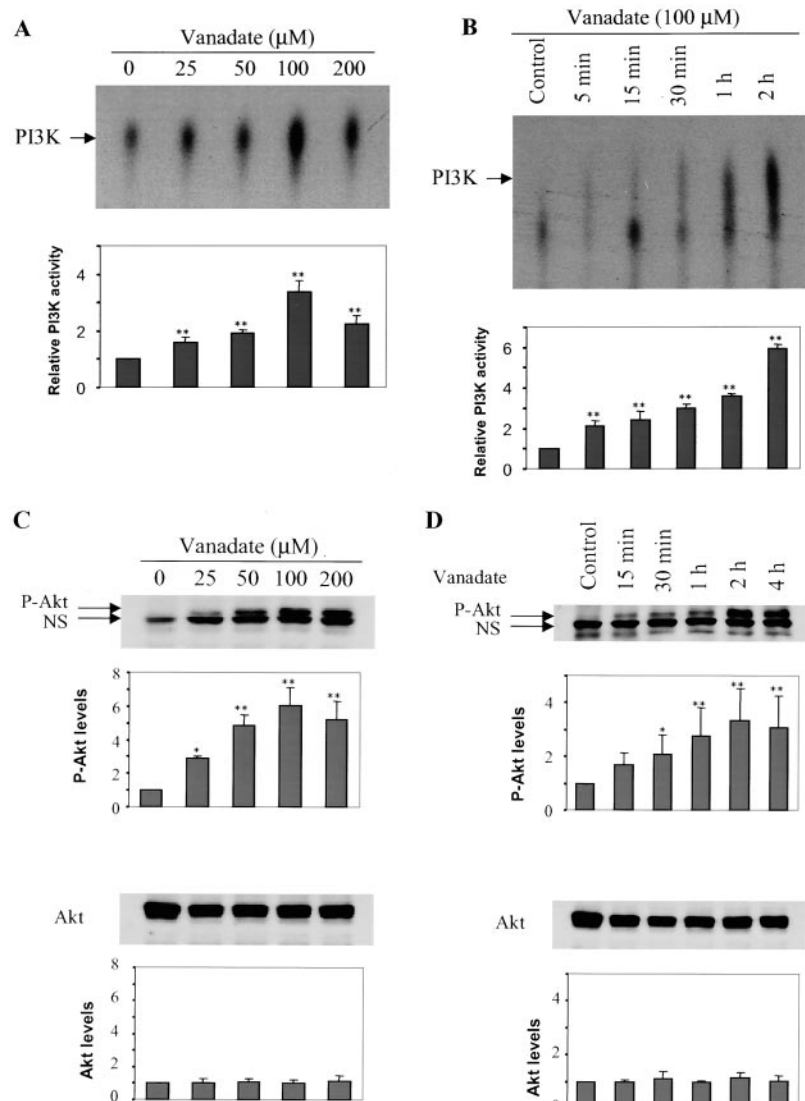 A
Vanadate (µM)
0 25 50 100 200
PI3K
Relative PI3K activity
4
2
0
** ** ** **
B
Vanadate (100 µM)
Control 5 min 15 min 30 min 1 h 2 h
PI3K
Relative PI3K activity
6
4
2
0
** ** ** ** **
C
Vanadate (µM)
0 25 50 100 200
P-Akt
NS
P-Akt levels
8
6
4
2
0
* ** ** **
Akt
Akt levels
8
6
4
2
0
D
Vanadate
Control 15 min 30 min 1 h 2 h 4 h
P-Akt
NS
P-Akt levels
4
2
0
* ** ** **
Akt
Akt levels
4
2